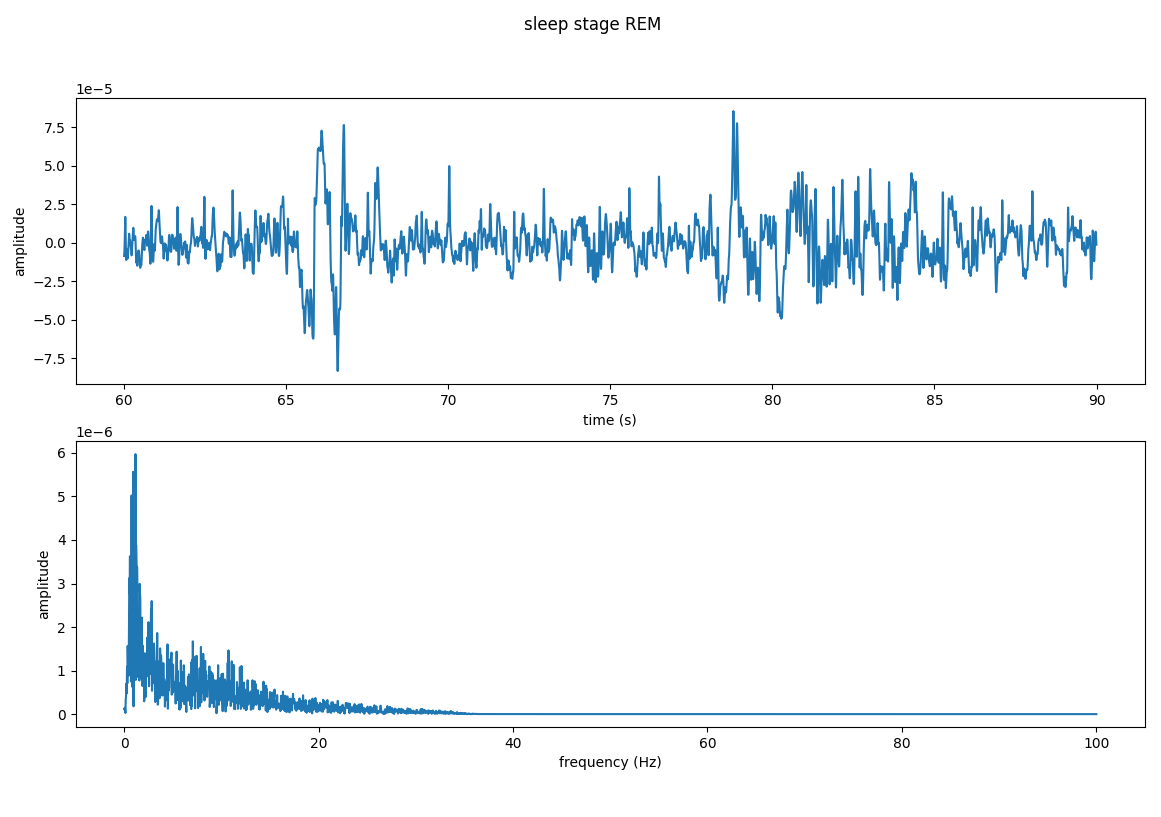 sleep stage REM
1e−5
7.5
5.0
2.5
0.0
−2.5
−5.0
−7.5
amplitude
60 65 70 75 80 85 90
time (s)
1e−6
6
5
4
3
2
1
0
amplitude
0 20 40 60 80 100
frequency (Hz)